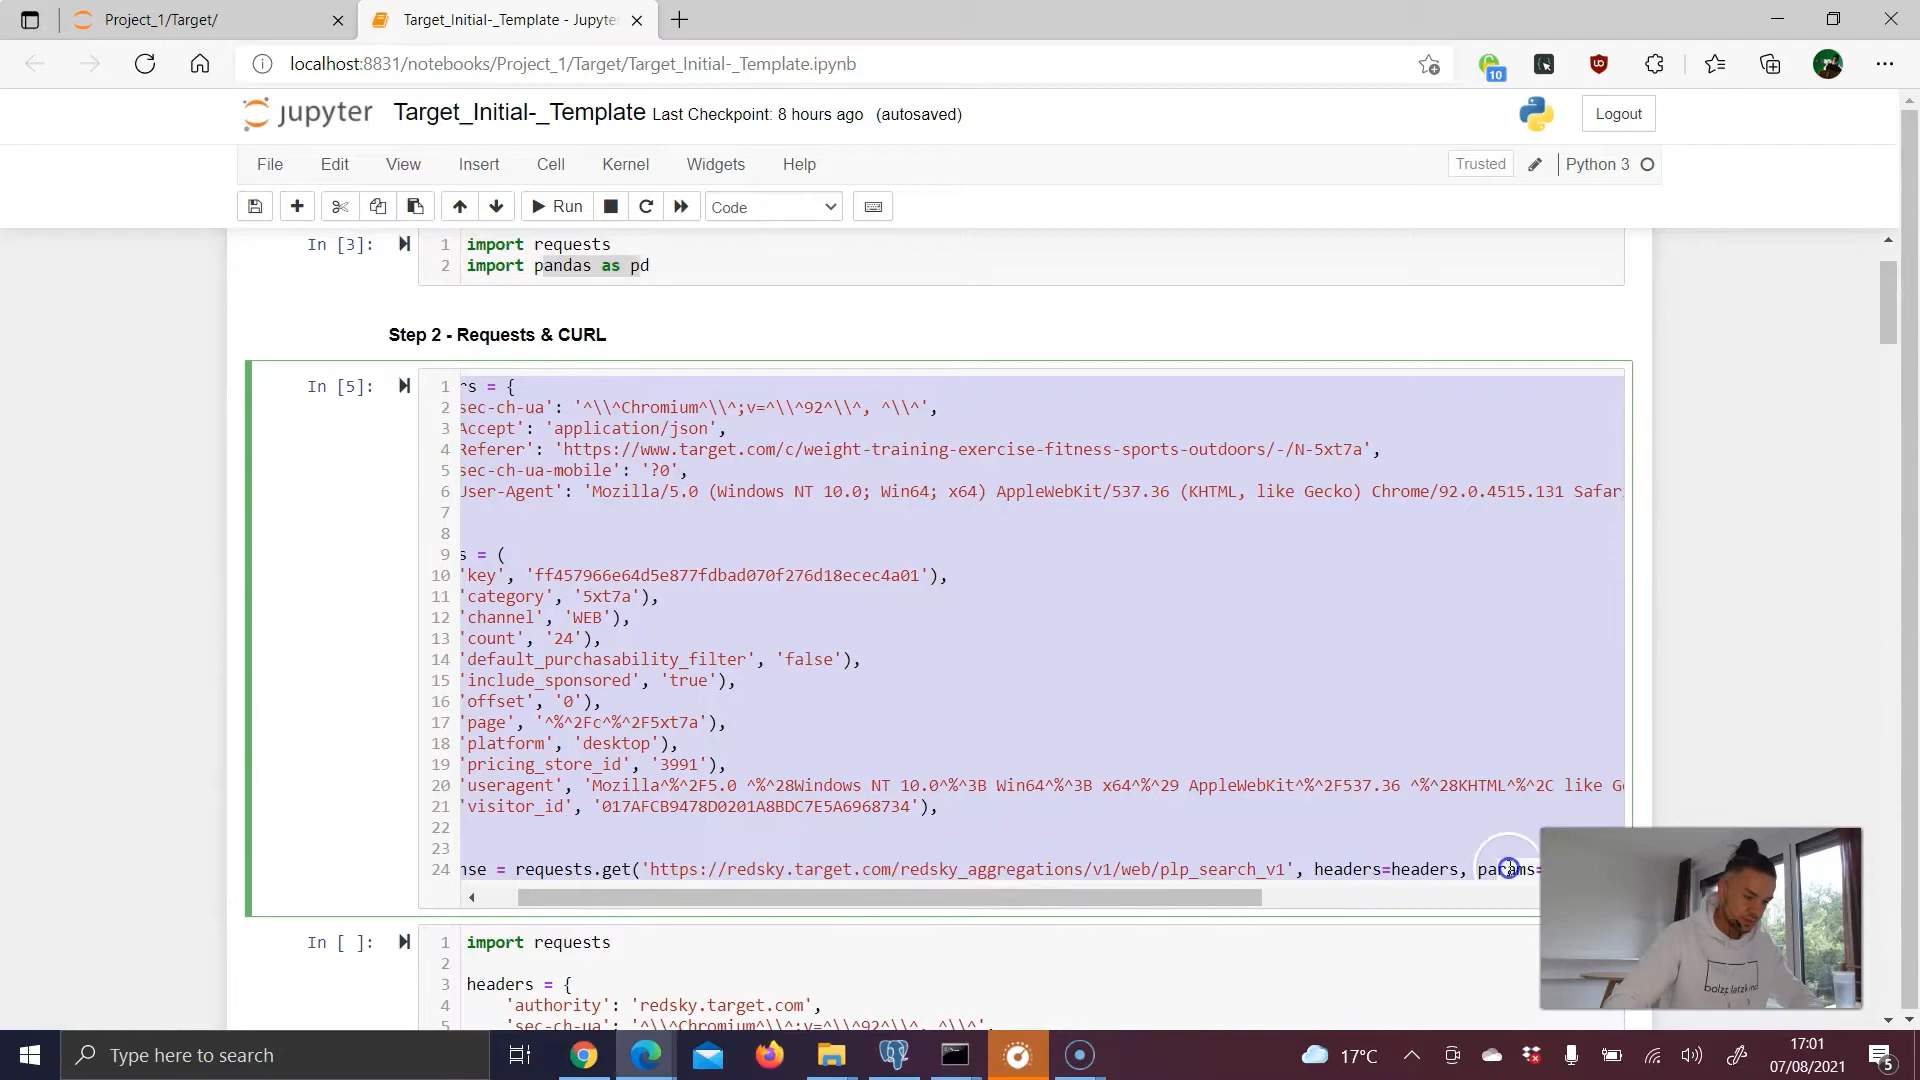 Project_1/Target/
Target_Initial-_Template - Jupyte
localhost:8831/notebooks/Project_1/Target/Target_Initial-_Template.ipynb
10
jupyter Target_Initial-_Template Last Checkpoint: 8 hours ago (autosaved)
Logout
File Edit View Insert Cell Kernel Widgets Help
Trusted Python 3
Run Code
In [3]:
1 import requests
2 import pandas as pd
Step 2 - Requests & CURL
In [5]:
1 rs = {
2 sec-ch-ua': '^\\^Chromium^\\^;v=^\\^92^\\^, ^\\^',
3 Accept': 'application/json',
4 Referer': 'https://www.target.com/c/weight-training-exercise-fitness-sports-outdoors/-/N-5xt7a',
5 sec-ch-ua-mobile': '?0',
6 User-Agent': 'Mozilla/5.0 (Windows NT 10.0; Win64; x64) AppleWebKit/537.36 (KHTML, like Gecko) Chrome/92.0.4515.131 Safar
7
8
9 s = (
10 'key', 'ff457966e64d5e877fdbad070f276d18ecec4a01'),
11 'category', '5xt7a'),
12 'channel', 'WEB'),
13 'count', '24'),
14 'default_purchasability_filter', 'false'),
15 'include_sponsored', 'true'),
16 'offset', '0'),
17 'page', '^%^2Fc^%^2F5xt7a'),
18 'platform', 'desktop'),
19 'pricing_store_id', '3991'),
20 'useragent', 'Mozilla^%^2F5.0 ^%^28Windows NT 10.0^%^3B Win64^%^3B x64^%^29 AppleWebKit^%^2F537.36 ^%^28KHTML^%^2C like G
21 'visitor_id', '017AFCB9478D0201A8BDC7E5A6968734'),
22
23
24 nse = requests.get('https://redsky.target.com/redsky_aggregations/v1/web/plp_search_v1', headers=headers, params=
In [ ]:
1 import requests
2
3 headers = {
4 'authority': 'redsky.target.com',
5 'sec-ch-ua': '^\\^Chromium^\\^;v=^\\^92^\\^, ^\\^',
Type here to search
17°C
17:01
07/08/2021
5